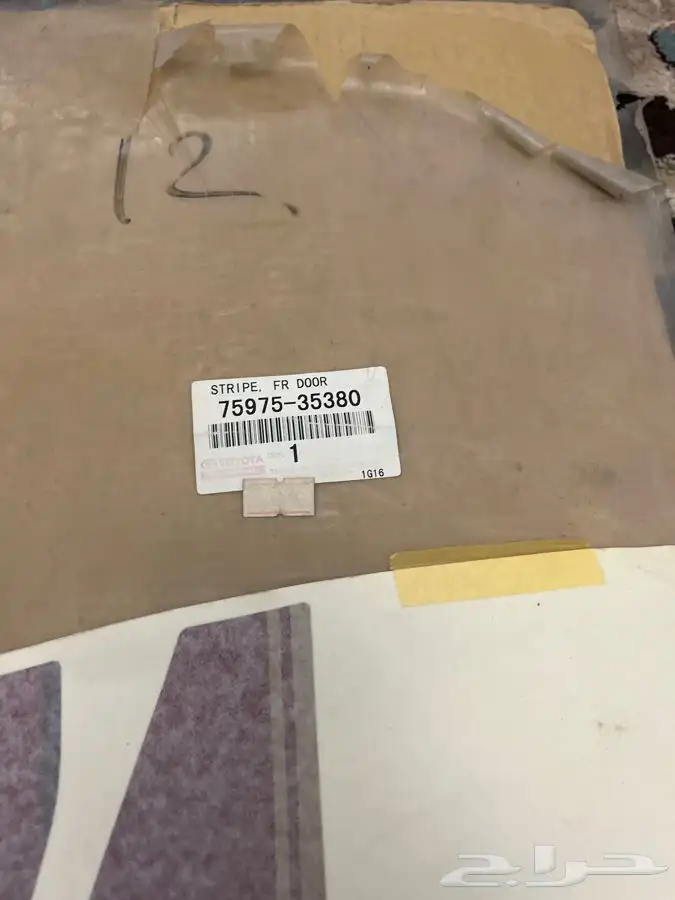 12.
STRIPE, FR DOOR
75975-35380
1
TOYOTA
1G16
حراج